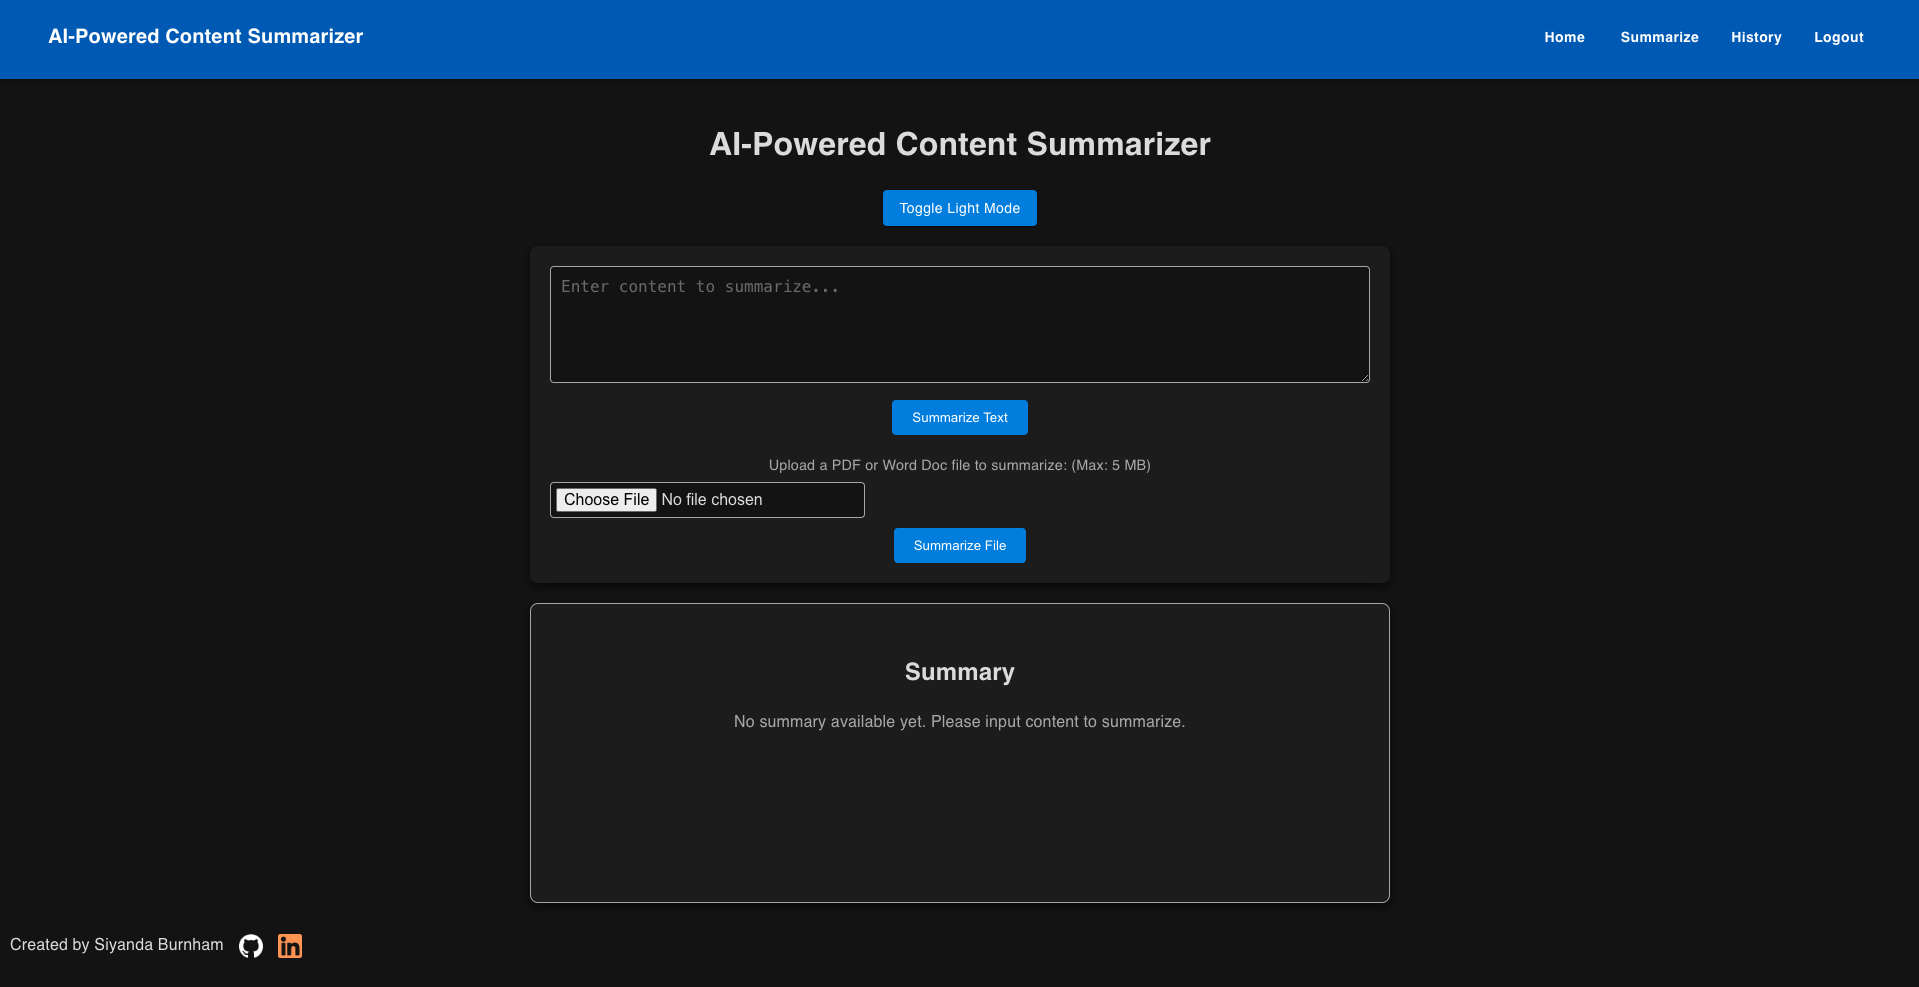 AI-Powered Content Summarizer
Home Summarize History Logout
AI-Powered Content Summarizer
Toggle Light Mode
Enter content to summarize...
Summarize Text
Upload a PDF or Word Doc file to summarize: (Max: 5 MB)
Choose File No file chosen
Summarize File
Summary
No summary available yet. Please input content to summarize.
Created by Siyanda Burnham in